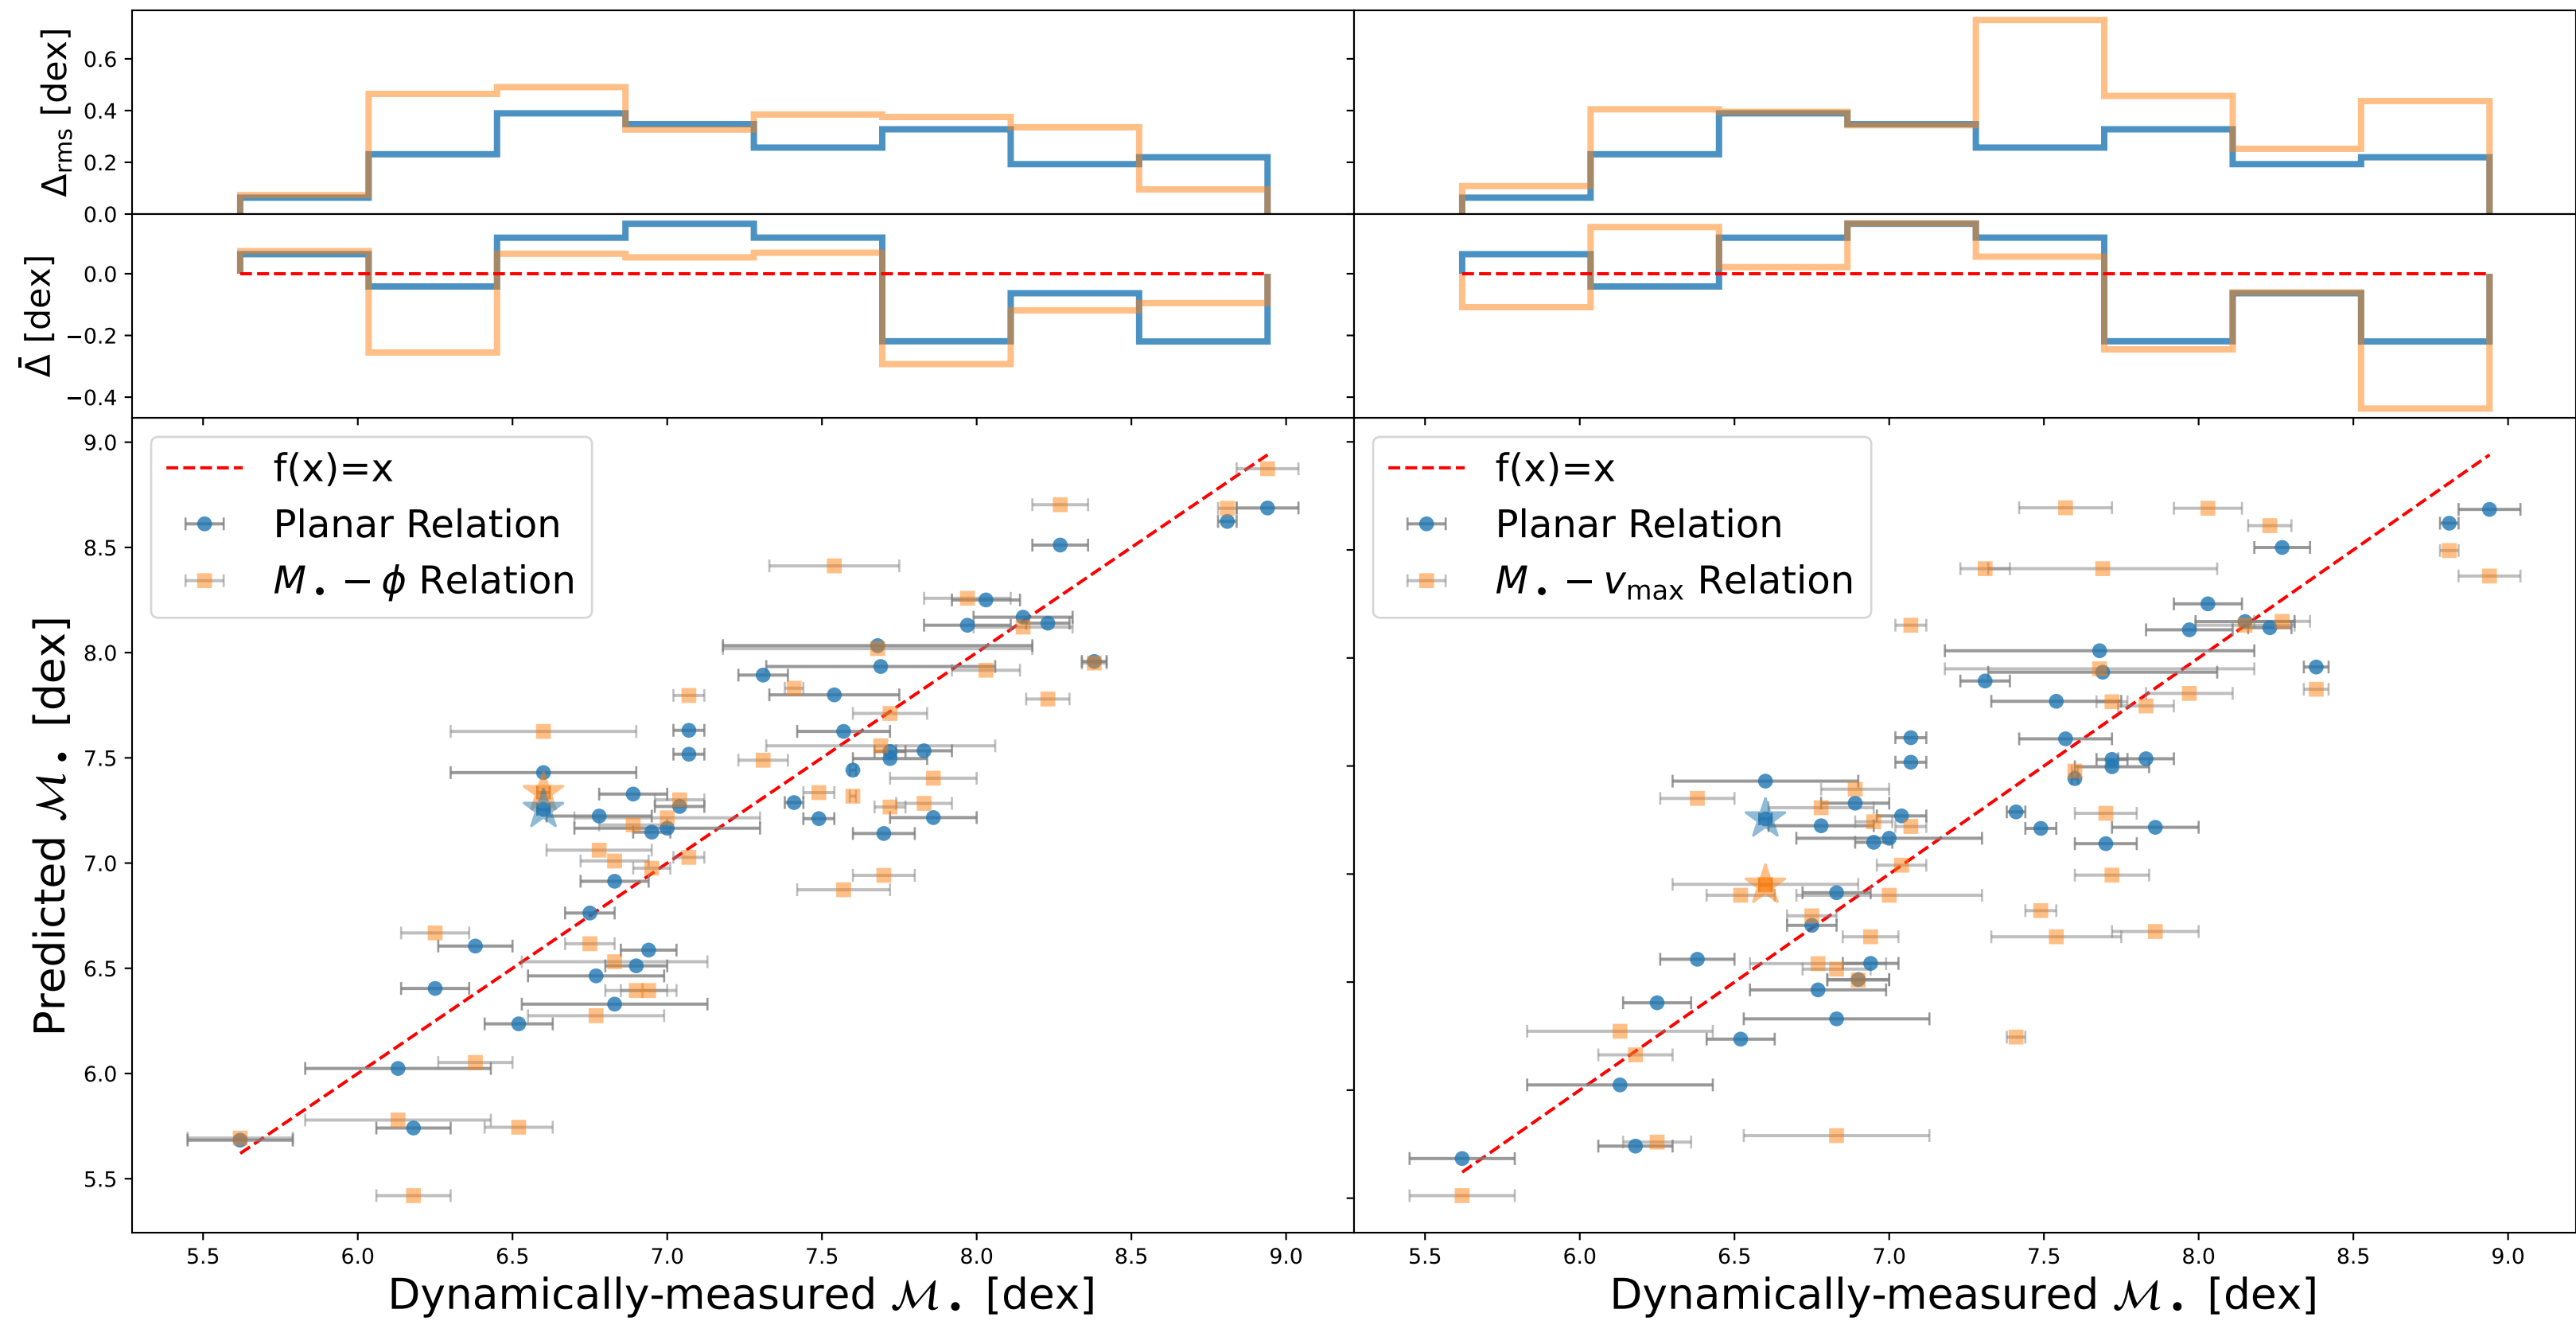 Δrms [dex]
0.6
0.4
0.2
0.0
Δ̄ [dex]
0.0
−0.2
−0.4
f(x)=x
Planar Relation
M• − ϕ Relation
f(x)=x
Planar Relation
M• − vmax Relation
Predicted ℳ• [dex]
9.0
8.5
8.0
7.5
7.0
6.5
6.0
5.5
5.5 6.0 6.5 7.0 7.5 8.0 8.5 9.0
5.5 6.0 6.5 7.0 7.5 8.0 8.5 9.0
Dynamically-measured ℳ• [dex]
Dynamically-measured ℳ• [dex]